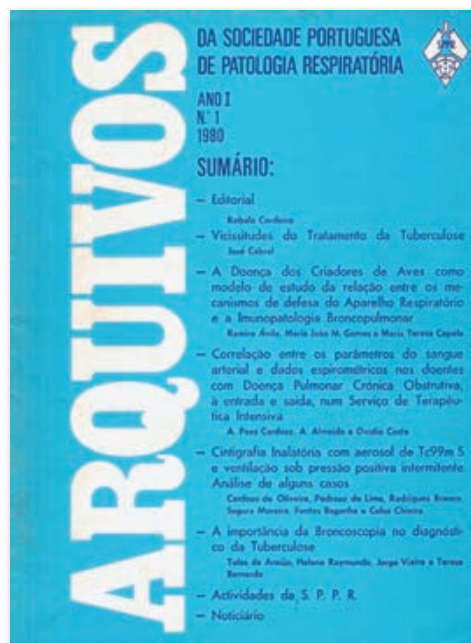 ARQUIVOS
DA SOCIEDADE PORTUGUESA
DE PATOLOGIA RESPIRATÓRIA
ANO I
N.º 1
1980
SUMÁRIO:
— Editorial
Robalo Cordeiro
— Vicissitudes do Tratamento da Tuberculose
José Cabral
— A Doença dos Criadores de Aves como
modelo de estudo da relação entre os me-
canismos de defesa do Aparelho Respiratório
e a Imunopatologia Broncopulmonar
Ramiro Ávila, Maria João M. Gomes e Maria Teresa
— Correlação entre os parâmetros do sangue
arterial e dados espirométricos nos doentes
com Doença Pulmonar Crónica Obstrutiva,
à entrada e saída, num Serviço de Terapêu-
tica Intensiva
A. Pena Cardoso, A. Almeida e Ovídio Costa
— Cintigrafia Inalatória com aerosol de Tc99m S
e ventilação sob pressão positiva intermitente.
Análise de alguns casos
Cardoso de Oliveira, Pedroso de Lima, Rodrigues Branco,
Segura Moreira, Fontes Baganha e Celso Chieira
— A importância da Broncoscopia no diagnósti-
co da Tuberculose
Teles de Araújo, Helena Raymundo, Jorge Vieira e Teresa
Bernardo
— Actividades da S. P. P. R.
— Noticiário